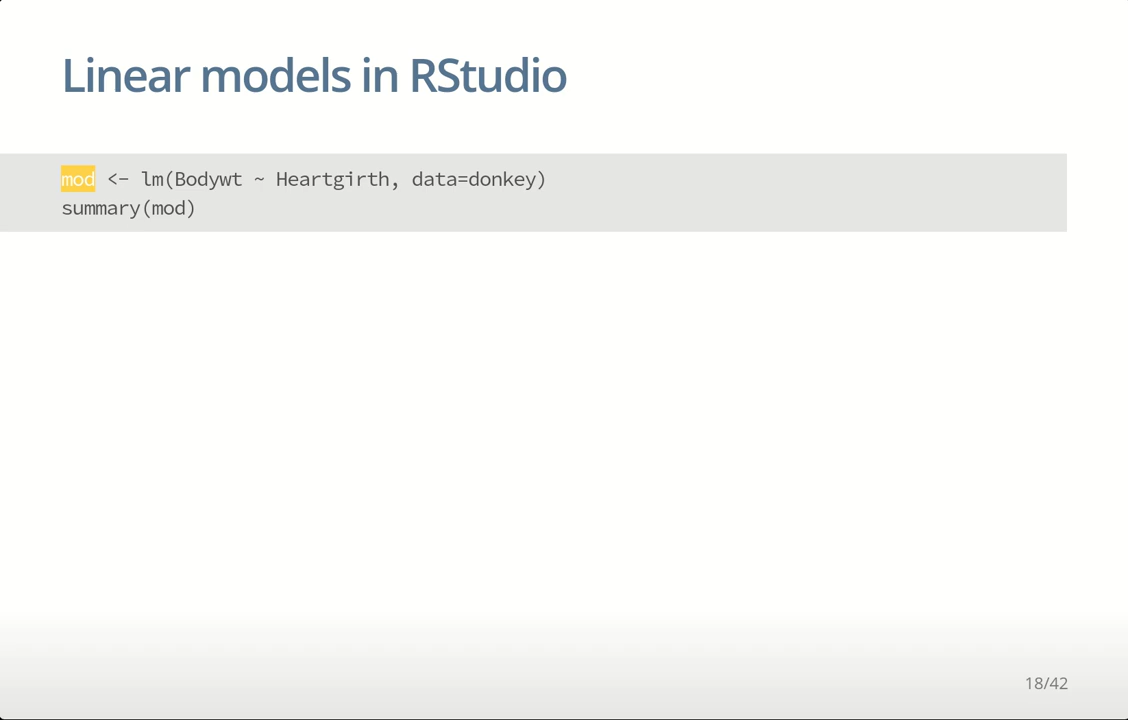 Linear models in RStudio
mod <- lm(Bodywt ~ Heartgirth, data=donkey)
summary(mod)
18/42